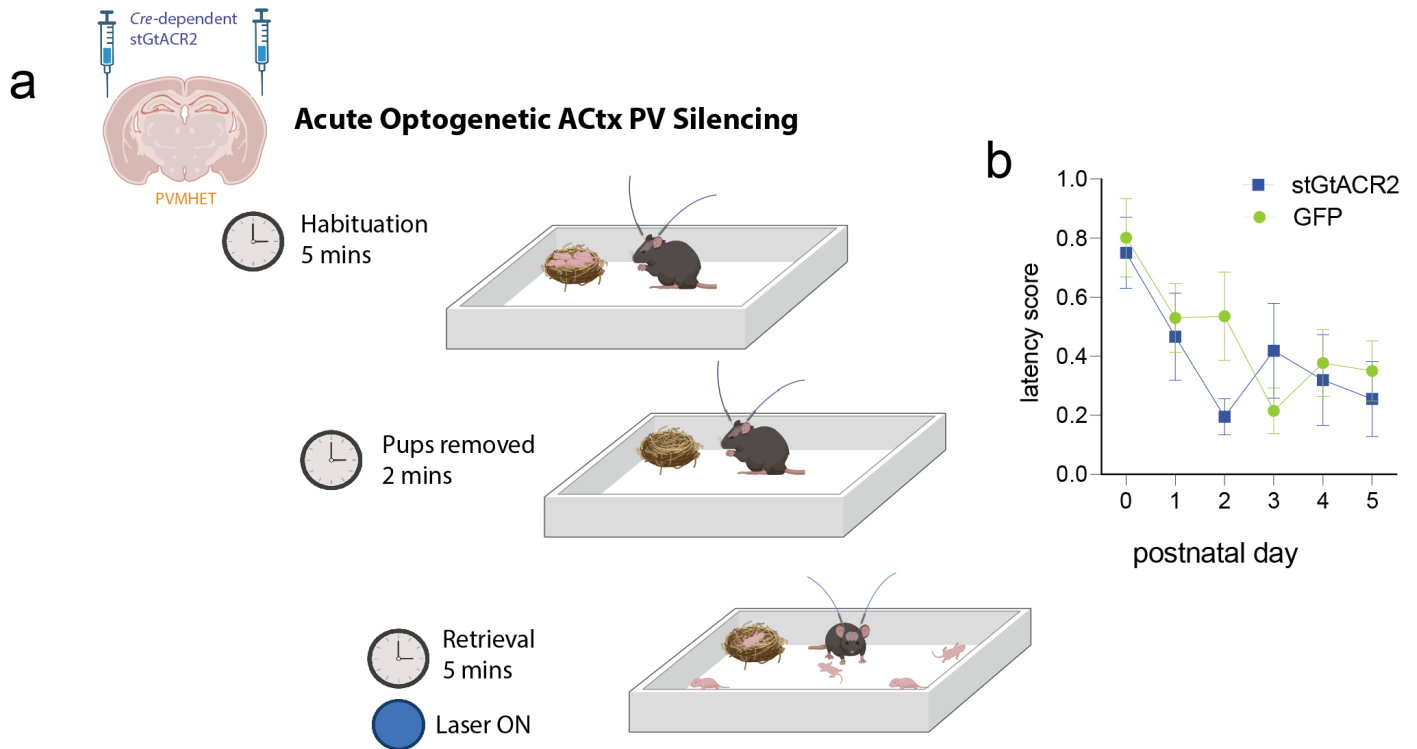 a
Cre-dependent
stGtACR2
PVMHET
Acute Optogenetic ACtx PV Silencing
Habituation
5 mins
Pups removed
2 mins
Retrieval
5 mins
Laser ON
b
stGtACR2
GFP
latency score
1.0
0.8
0.6
0.4
0.2
0.0
0 1 2 3 4 5
postnatal day